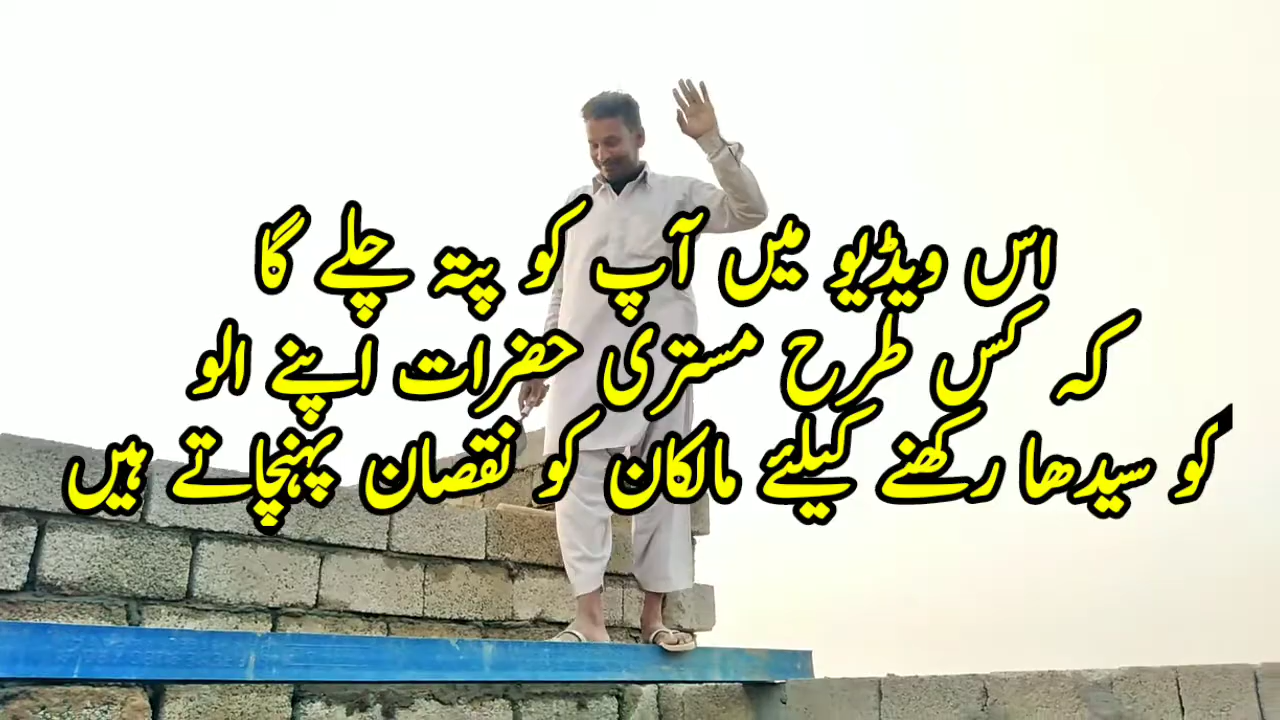 اس ویڈیو میں آپ کو پتہ چلے گا
کہ کس طرح مستری حضرات اپنے الو
کو سیدھا رکھنے کیلئے مالکان کو نقصان پہنچاتے ہیں